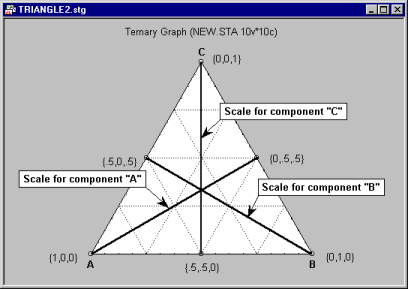 TRIANGLE2.stg
Ternary Graph (NEW.STA 10v*10c)
C
{0,0,1}
Scale for component "C"
{.5,0,.5}
{0,.5,.5}
Scale for component "A"
Scale for component "B"
{1,0,0}
{0,1,0}
A
{.5,.5,0}
B